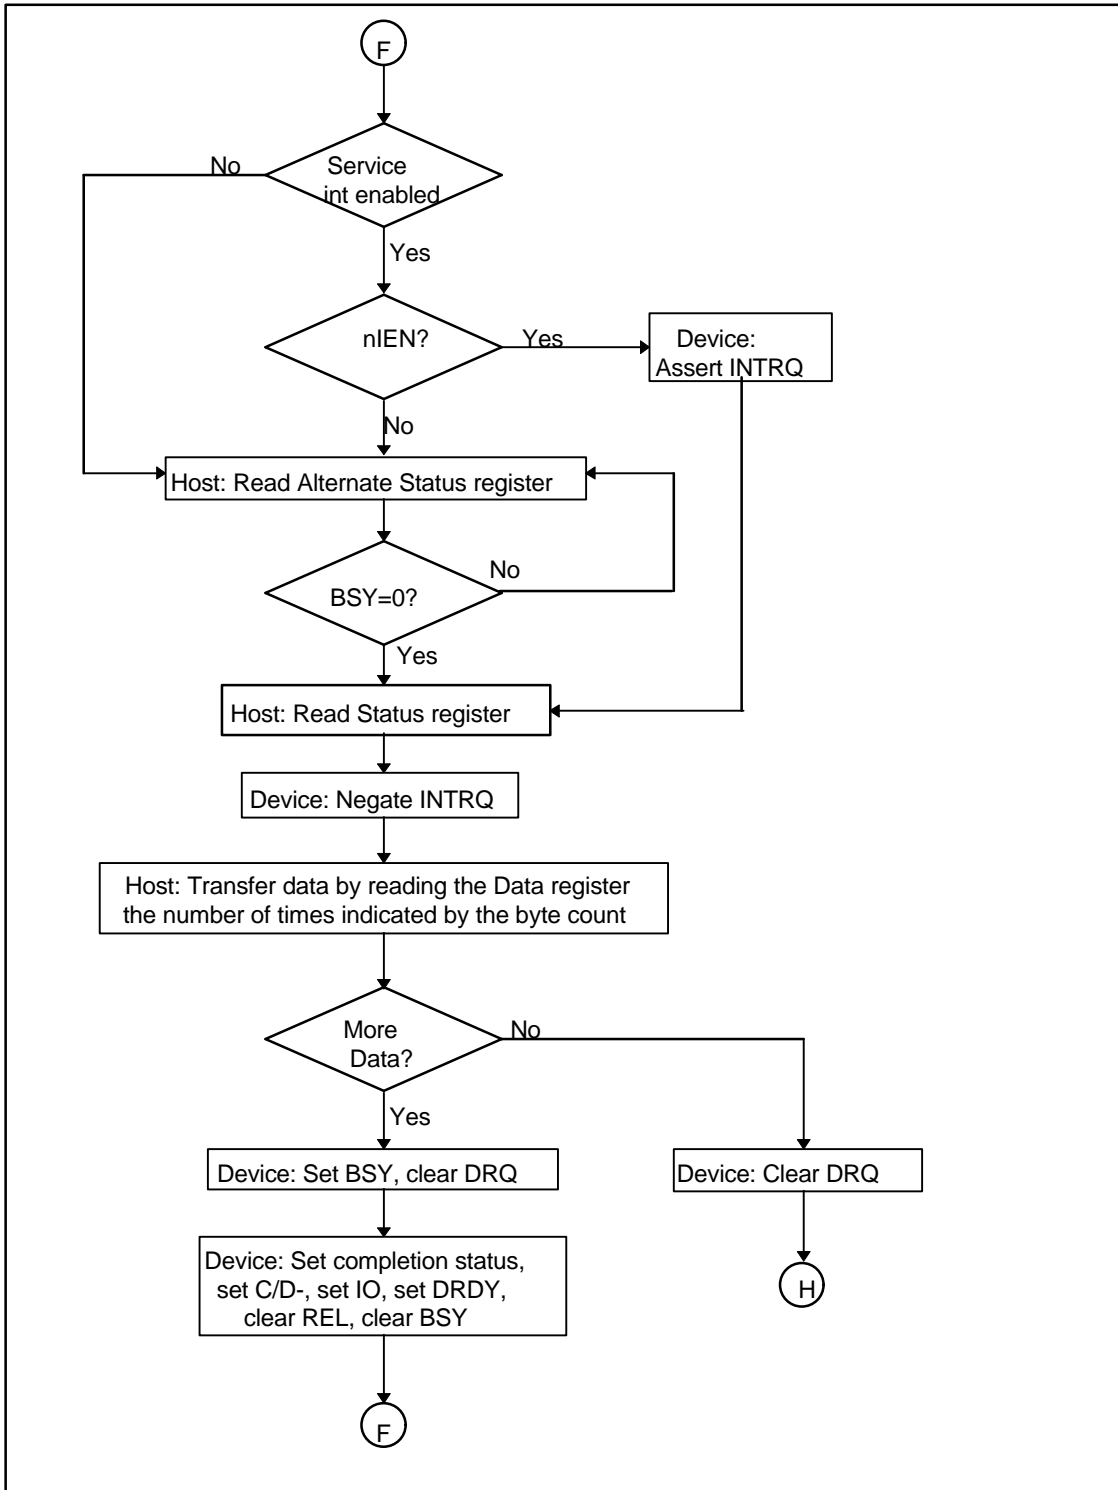 F
No
Service
int enabled
Yes
nIEN?
Yes
Device:
Assert INTRQ
No
Host: Read Alternate Status register
No
BSY=0?
Yes
Host: Read Status register
Device: Negate INTRQ
Host: Transfer data by reading the Data register
the number of times indicated by the byte count
More
Data?
No
Yes
Device: Set BSY, clear DRQ
Device: Clear DRQ
Device: Set completion status,
set C/D-, set IO, set DRDY,
clear REL, clear BSY
H
F